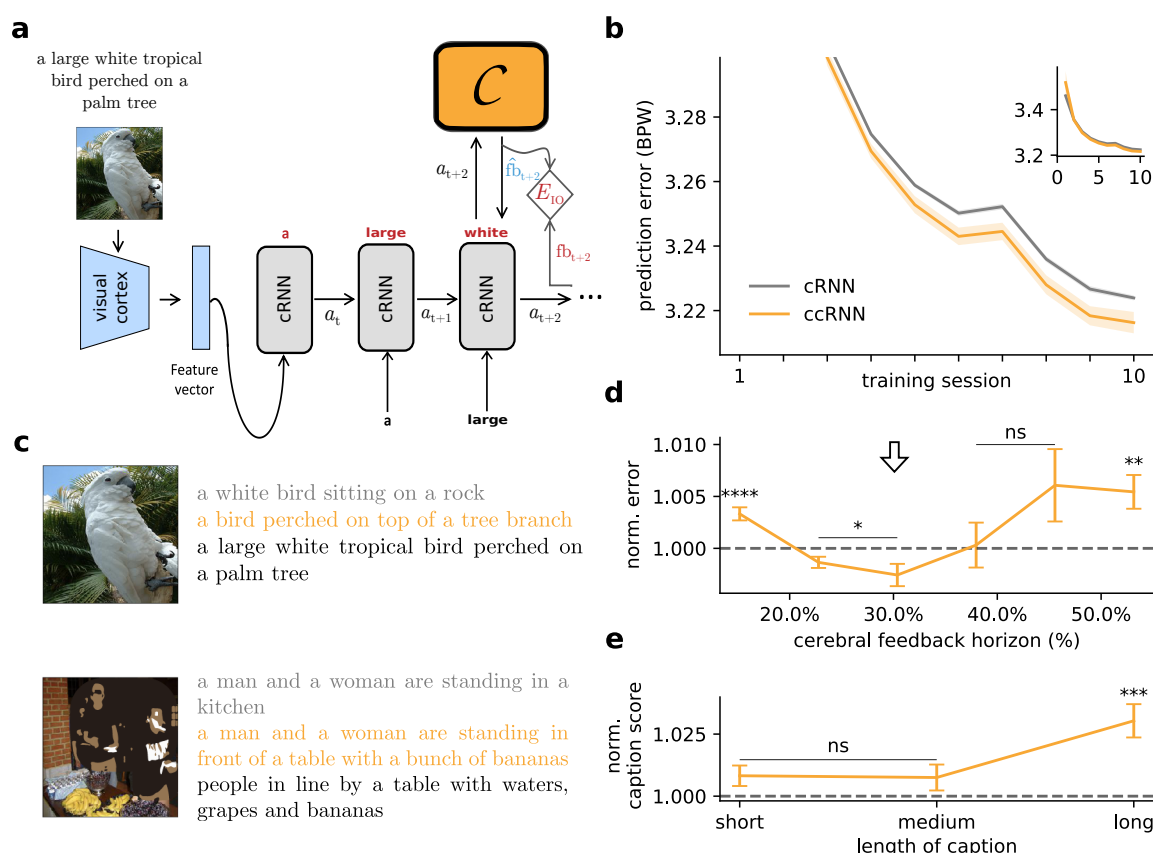 a
a large white tropical
bird perched on a
palm tree
C
a_{t+2}
f̂b_{t+2}
E_{IO}
a
large
white
fb_{t+2}
visual
cortex
cRNN
cRNN
cRNN
a_t
a_{t+1}
a_{t+2}
...
Feature
vector
a
large
b
prediction error (BPW)
3.28
3.26
3.24
3.22
cRNN
ccRNN
1
10
training session
3.4
3.2
0
5
10
c
a white bird sitting on a rock
a bird perched on top of a tree branch
a large white tropical bird perched on
a palm tree
a man and a woman are standing in a
kitchen
a man and a woman are standing in
front of a table with a bunch of bananas
people in line by a table with waters,
grapes and bananas
d
norm. error
1.010
1.005
1.000
****
*
ns
**
20.0%
30.0%
40.0%
50.0%
cerebral feedback horizon (%)
e
norm.
caption score
1.025
1.000
ns
***
short
medium
long
length of caption